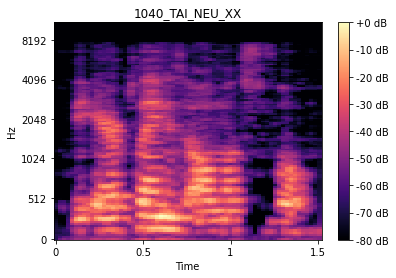 1040_TAI_NEU_XX
+0 dB
8192
-10 dB
4096
-20 dB
-30 dB
2048
Hz
-40 dB
1024
-50 dB
512
-60 dB
-70 dB
0
-80 dB
0
0.5
1
1.5
Time